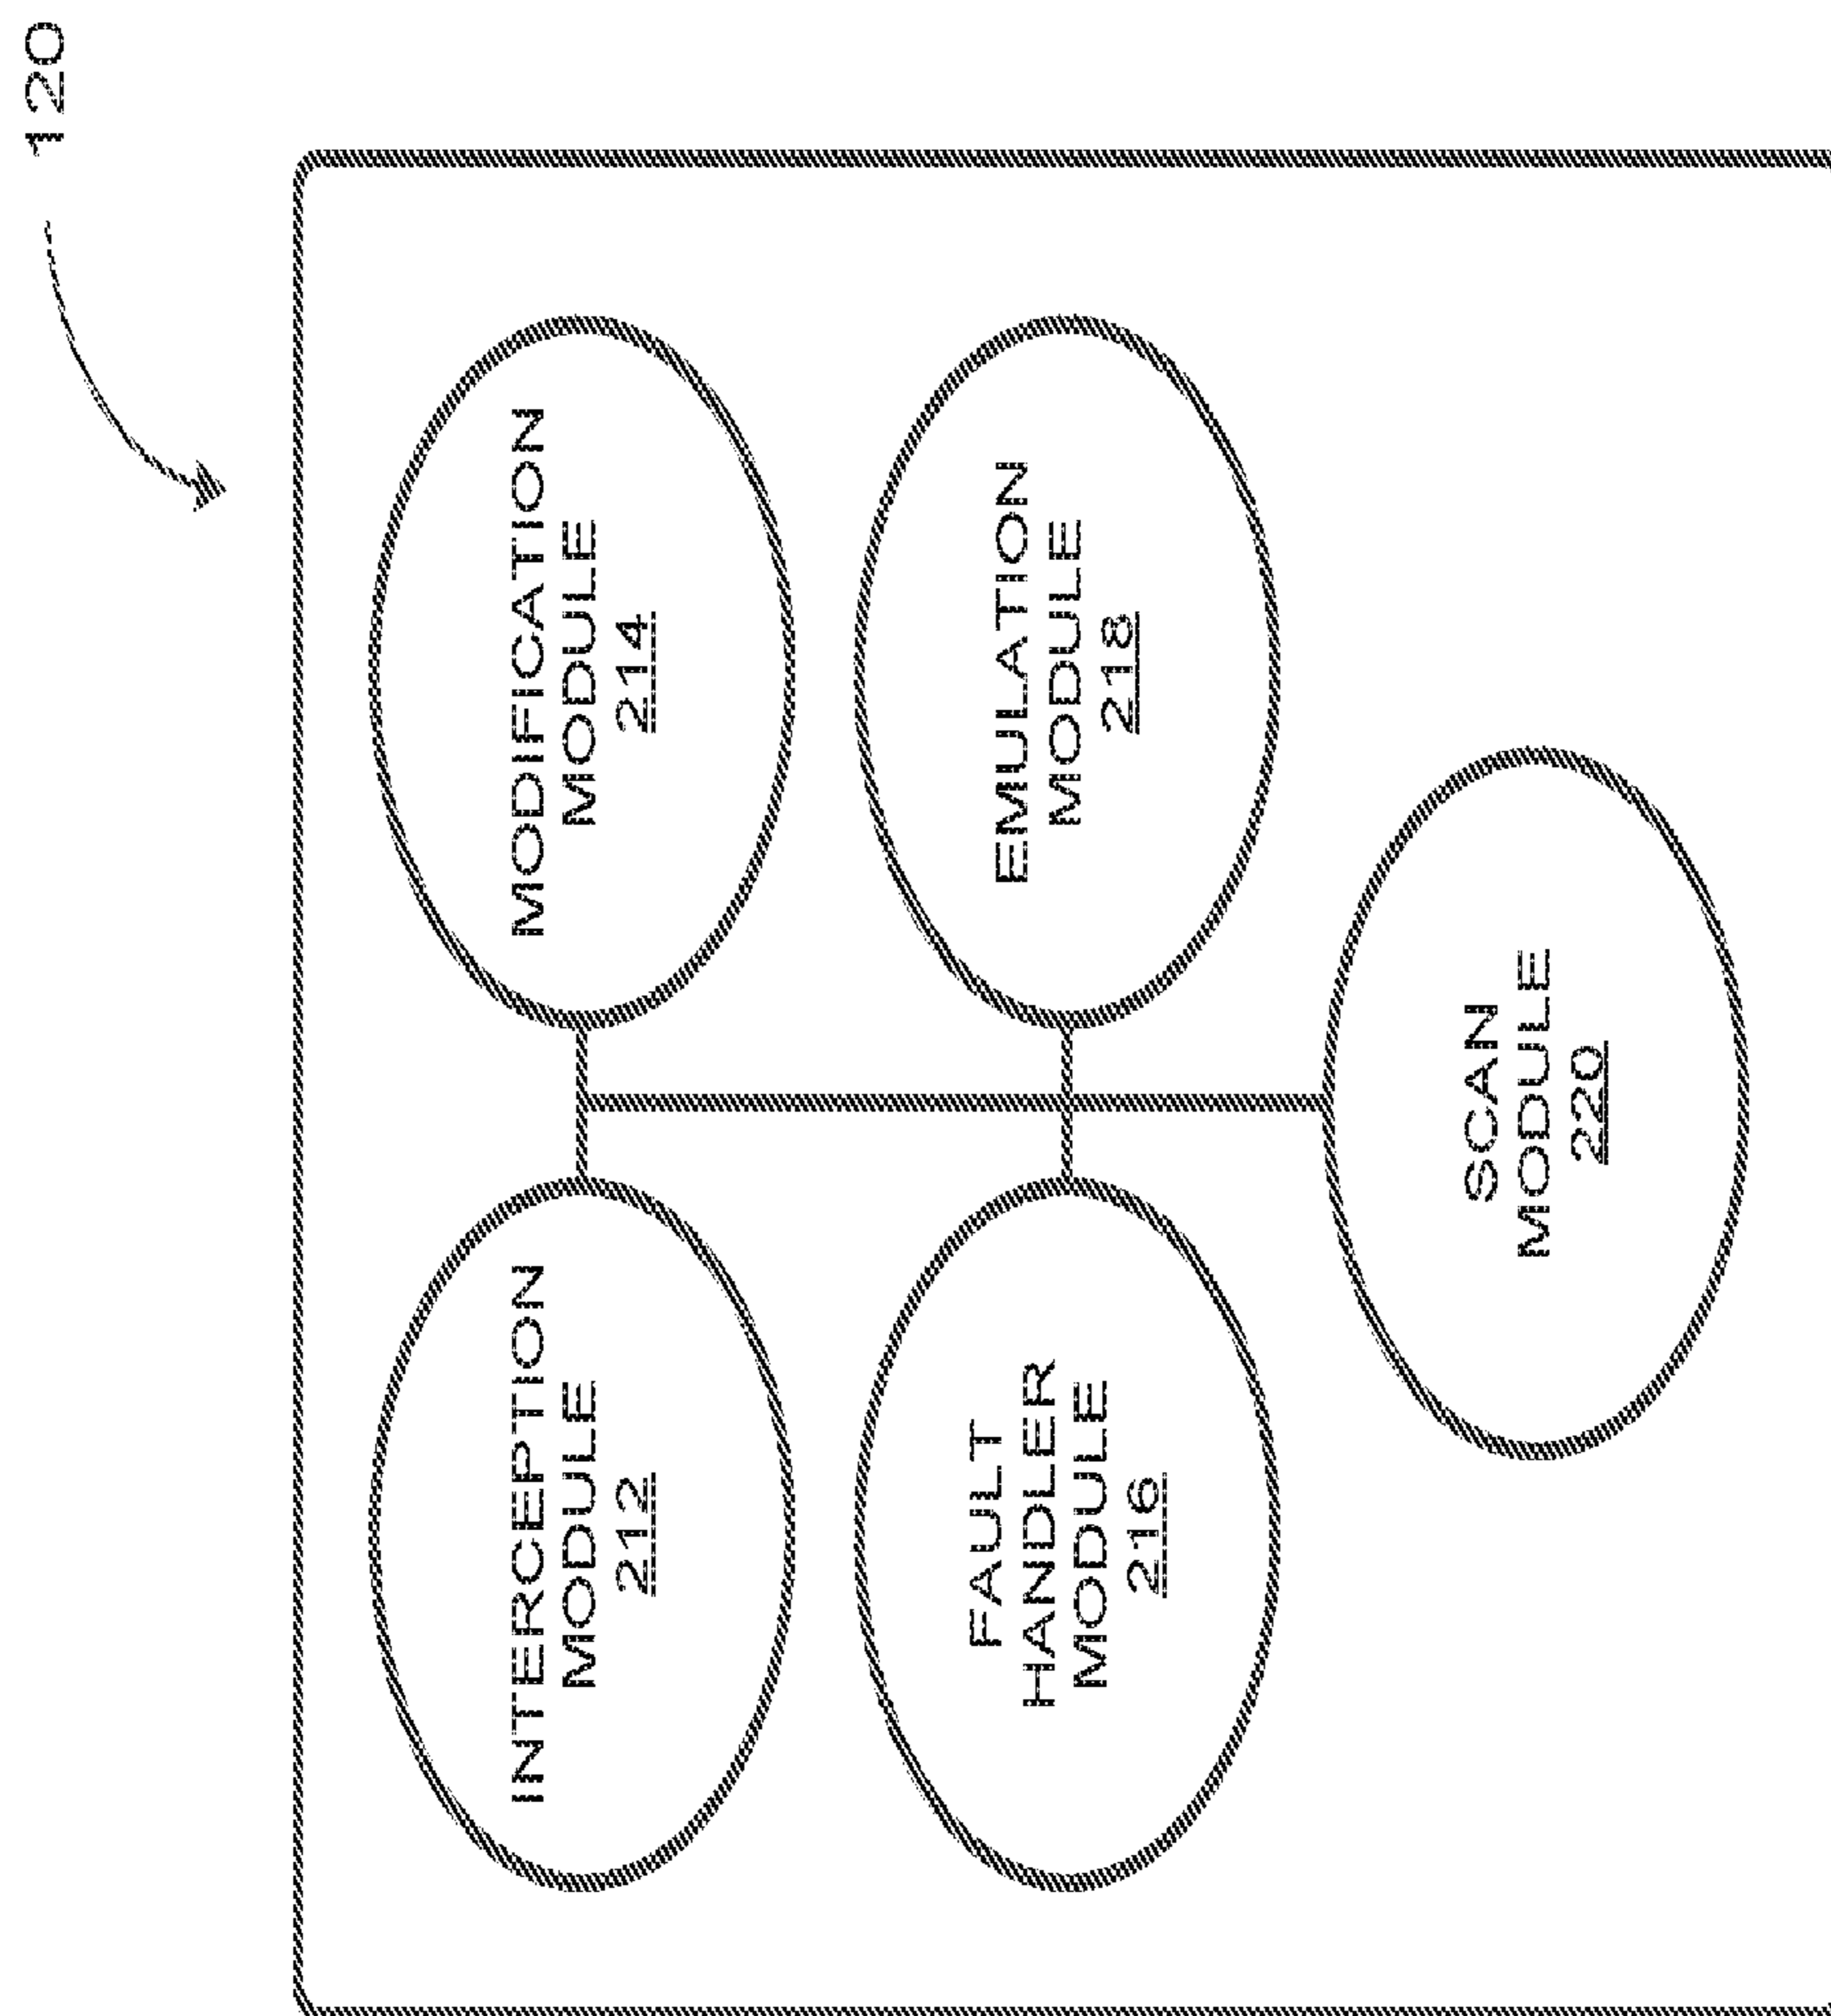 120
INTERCEPTION
MODULE
212
MODIFICATION
MODULE
214
FAULT
HANDLER
MODULE
216
EMULATION
MODULE
218
SCAN
MODULE
220